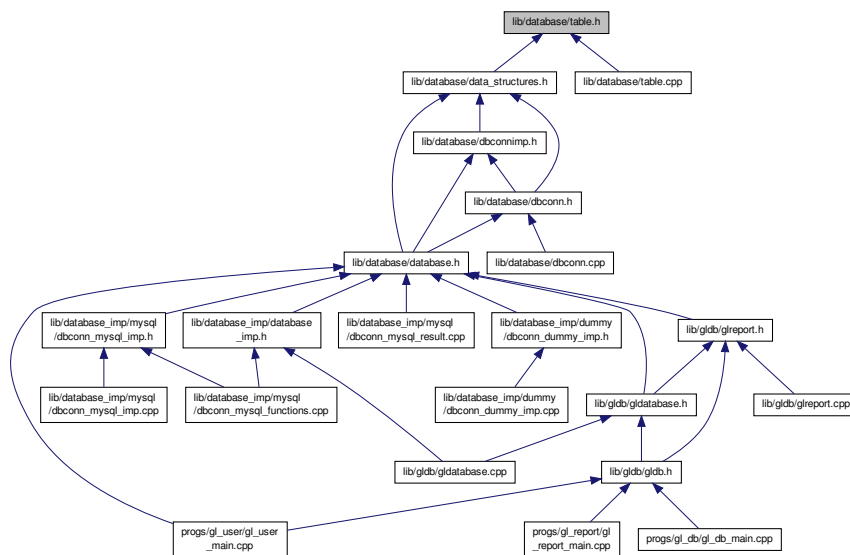 lib/database/table.h
lib/database/data_structures.h
lib/database/table.cpp
lib/database/dbconnimp.h
lib/database/dbconn.h
lib/database/database.h
lib/database/dbconn.cpp
lib/database_imp/mysql
/dbconn_mysql_imp.h
lib/database_imp/database
_imp.h
lib/database_imp/mysql
/dbconn_mysql_result.cpp
lib/database_imp/dummy
/dbconn_dummy_imp.h
lib/gldb/glreport.h
lib/database_imp/mysql
/dbconn_mysql_imp.cpp
lib/database_imp/mysql
/dbconn_mysql_functions.cpp
lib/database_imp/dummy
/dbconn_dummy_imp.cpp
lib/gldb/gldatabase.h
lib/gldb/glreport.cpp
lib/gldb/gldatabase.cpp
lib/gldb/gldb.h
progs/gl_user/gl_user
_main.cpp
progs/gl_report/gl
_report_main.cpp
progs/gl_db/gl_db_main.cpp